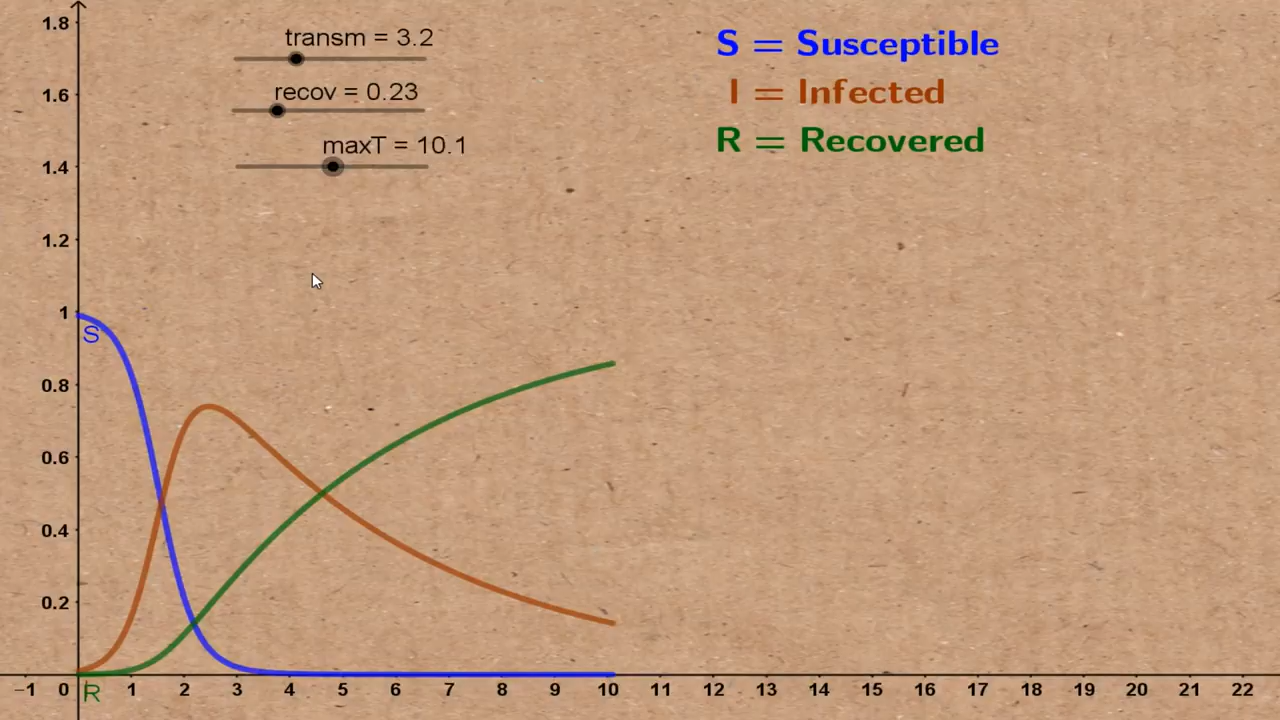 transm = 3.2
recov = 0.23
maxT = 10.1
S = Susceptible
I = Infected
R = Recovered
1.8
1.6
1.4
1.2
1
0.8
0.6
0.4
0.2
S
R
−1 0 1 2 3 4 5 6 7 8 9 10 11 12 13 14 15 16 17 18 19 20 21 22